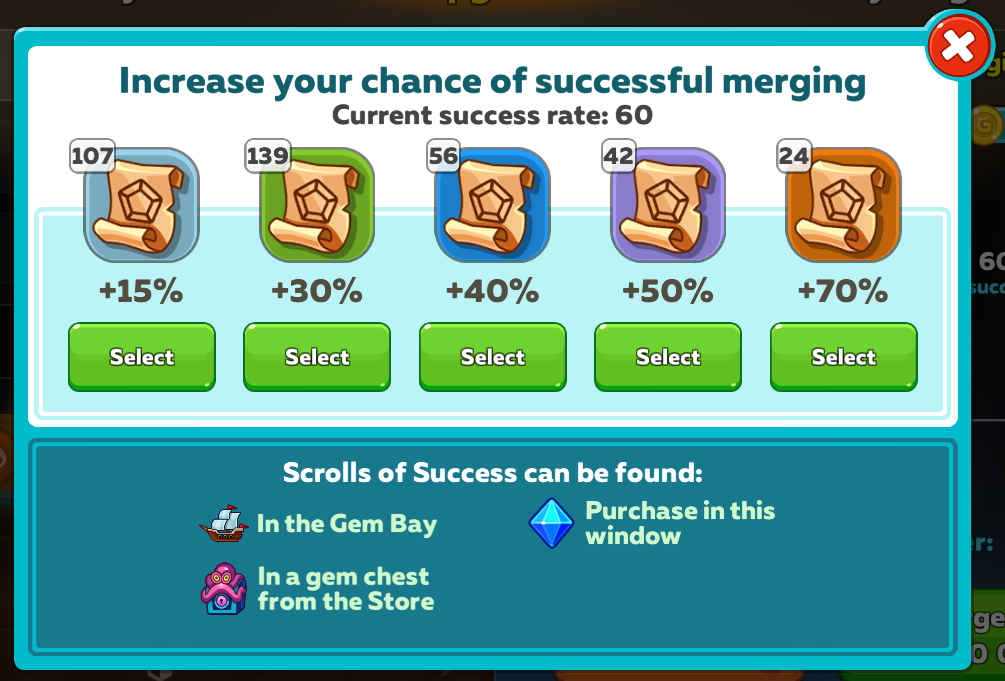 Increase your chance of successful merging
Current success rate: 60
107 139 56 42 24
+15% +30% +40% +50% +70%
Select Select Select Select Select
Scrolls of Success can be found:
In the Gem Bay
Purchase in this
window
In a gem chest
from the Store